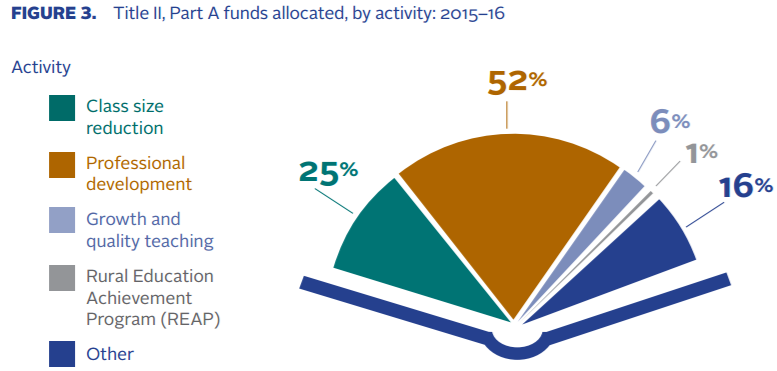 FIGURE 3. Title II, Part A funds allocated, by activity: 2015–16
Activity
Class size
reduction
Professional
development
Growth and
quality teaching
Rural Education
Achievement
Program (REAP)
Other
25%
52%
6%
1%
16%